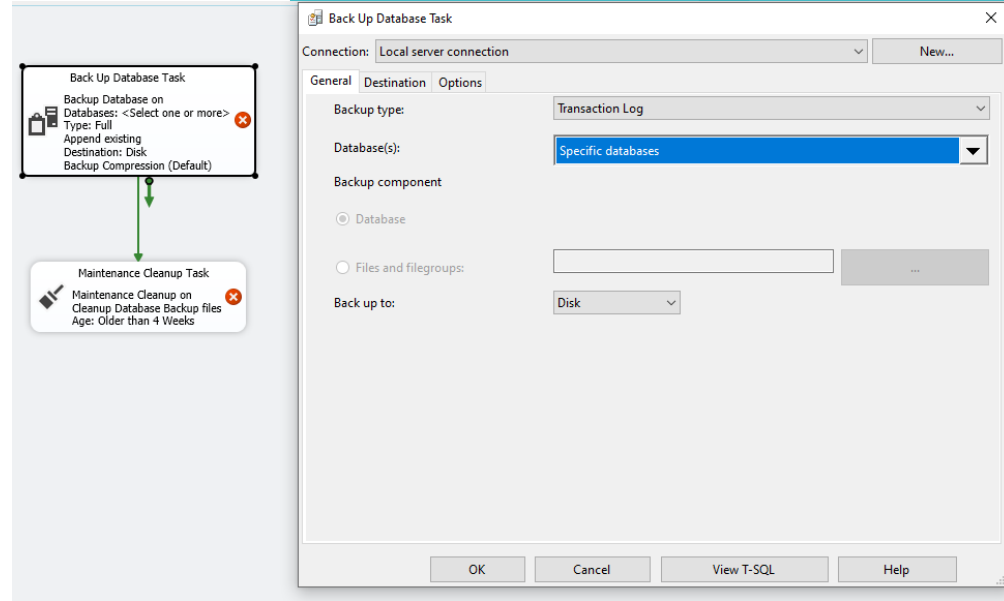 Back Up Database Task
Backup Database on
Databases: <Select one or more>
Type: Full
Append existing
Destination: Disk
Backup Compression (Default)
Maintenance Cleanup Task
Maintenance Cleanup on
Cleanup Database Backup files
Age: Older than 4 Weeks
Back Up Database Task
Connection: Local server connection New...
General Destination Options
Backup type: Transaction Log
Database(s): Specific databases
Backup component
Database
Files and filegroups: ...
Back up to: Disk
OK Cancel View T-SQL Help